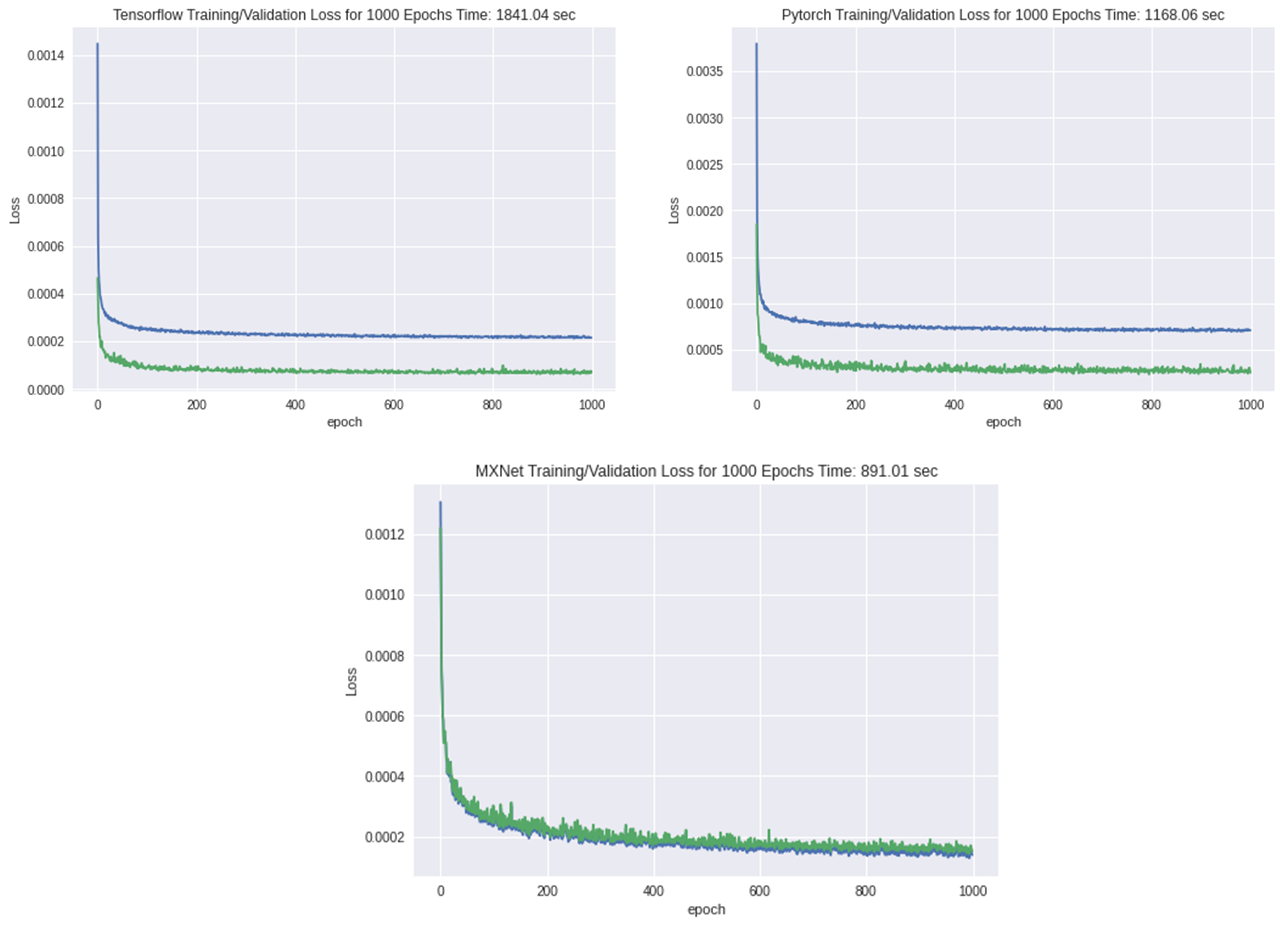 Tensorflow Training/Validation Loss for 1000 Epochs Time: 1841.04 sec
0.0014
0.0012
0.0010
0.0008
0.0006
0.0004
0.0002
0.0000
Loss
0 200 400 600 800 1000
epoch
Pytorch Training/Validation Loss for 1000 Epochs Time: 1168.06 sec
0.0035
0.0030
0.0025
0.0020
0.0015
0.0010
0.0005
Loss
0 200 400 600 800 1000
epoch
MXNet Training/Validation Loss for 1000 Epochs Time: 891.01 sec
0.0012
0.0010
0.0008
0.0006
0.0004
0.0002
Loss
0 200 400 600 800 1000
epoch